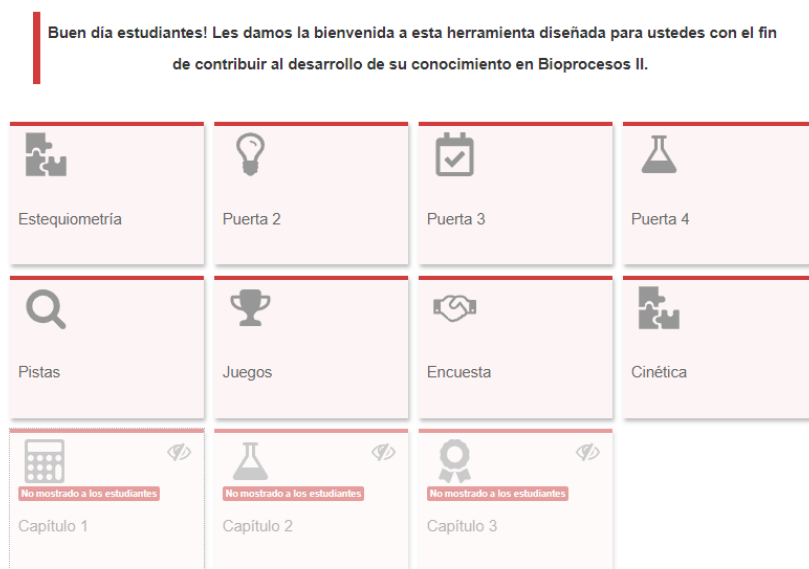 Buen día estudiantes! Les damos la bienvenida a esta herramienta diseñada para ustedes con el fin
de contribuir al desarrollo de su conocimiento en Bioprocesos II.
Estequiometría
Puerta 2
Puerta 3
Puerta 4
Pistas
Juegos
Encuesta
Cinética
No mostrado a los estudiantes
Capítulo 1
No mostrado a los estudiantes
Capítulo 2
No mostrado a los estudiantes
Capítulo 3